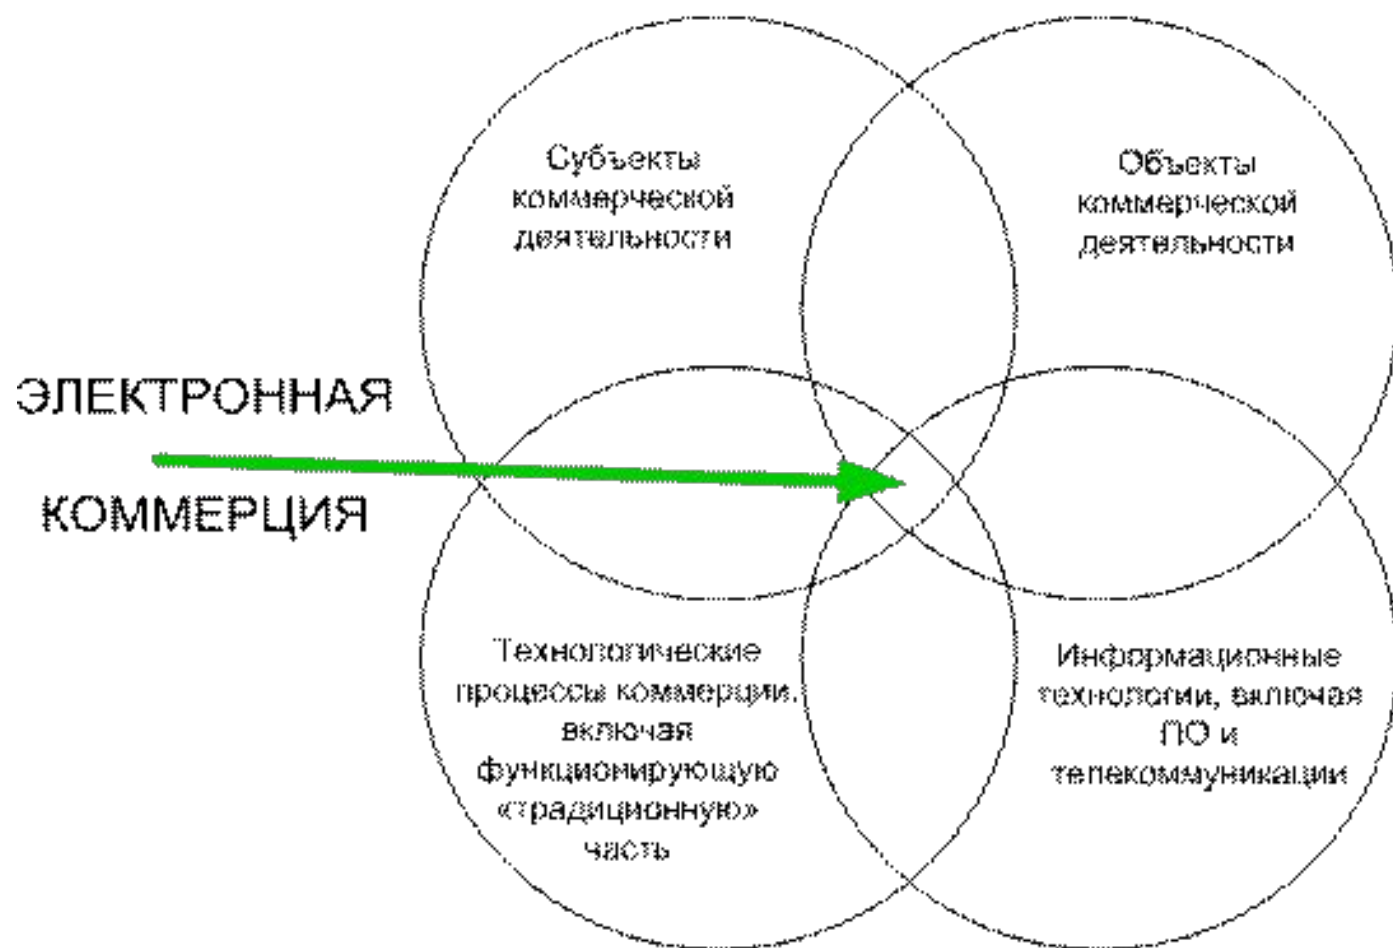 Субъекты
коммерческой
деятельности
Объекты
коммерческой
деятельности
ЭЛЕКТРОННАЯ
КОММЕРЦИЯ
Технологические
процессы коммерции,
включая
функционирующую
«традиционную»
часть
Информационные
технологии, включая
ПО и
телекоммуникации